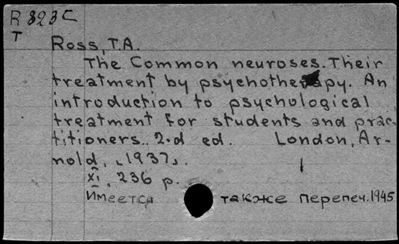 R 823C
T
Ross, T.A.
The Common neuroses. Their
treatment by psychotherapy. An
introduction to psychological
treatment for students and prac-
titioners.. 2.d ed. London, Ar-
nold, [1937].
XI, 236 p.
Имеется также перепеч. 1945